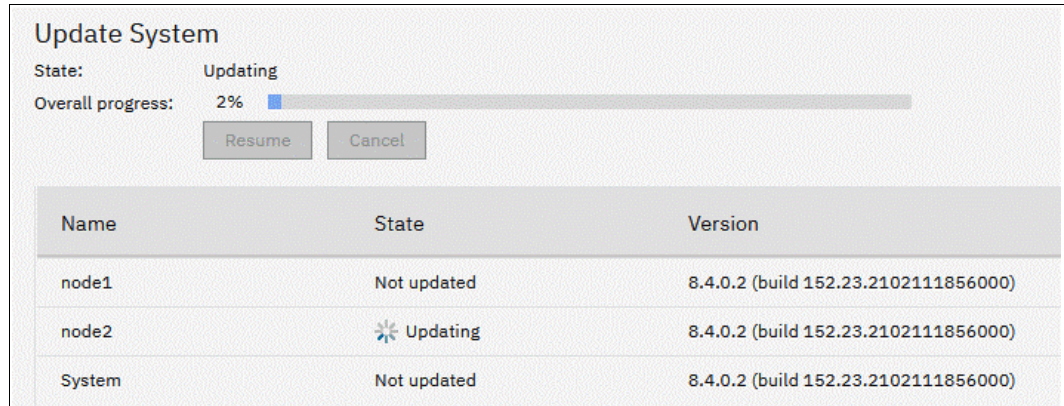 Update System
State: Updating
Overall progress: 2%
Resume Cancel
Name State Version
node1 Not updated 8.4.0.2 (build 152.23.2102111856000)
node2 Updating 8.4.0.2 (build 152.23.2102111856000)
System Not updated 8.4.0.2 (build 152.23.2102111856000)